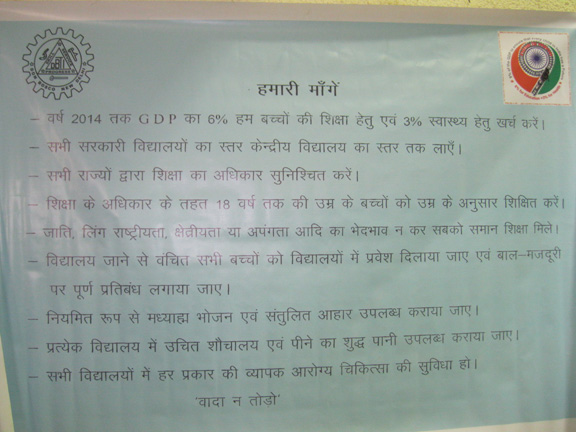 हमारी माँगें
– वर्ष 2014 तक G D P का 6% हम बच्चों की शिक्षा हेतु एवं 3% स्वास्थ्य हेतु खर्च करें।
– सभी सरकारी विद्यालयों का स्तर केन्द्रीय विद्यालय का स्तर तक लाएँ।
– सभी राज्यों द्वारा शिक्षा का अधिकार सुनिश्चित करें।
– शिक्षा के अधिकार के तहत 18 वर्ष तक की उम्र के बच्चों को उम्र के अनुसार शिक्षित करें।
– जाति, लिंग राष्ट्रीयता, क्षेत्रीयता या अपंगता आदि का भेदभाव न कर सबको समान शिक्षा मिले।
– विद्यालय जाने से वंचित सभी बच्चों को विद्यालयों में प्रवेश दिलाया जाए एवं बाल–मजदूरी
पर पूर्ण प्रतिबंध लगाया जाए।
– नियमित रूप से मध्याह्म भोजन एवं संतुलित आहार उपलब्ध कराया जाए।
– प्रत्येक विद्यालय में उचित शौचालय एवं पीने का शुद्ध पानी उपलब्ध कराया जाए।
– सभी विद्यालयों में हर प्रकार की व्यापक आरोग्य चिकित्सा की सुविधा हो।
'वादा न तोड़ो'